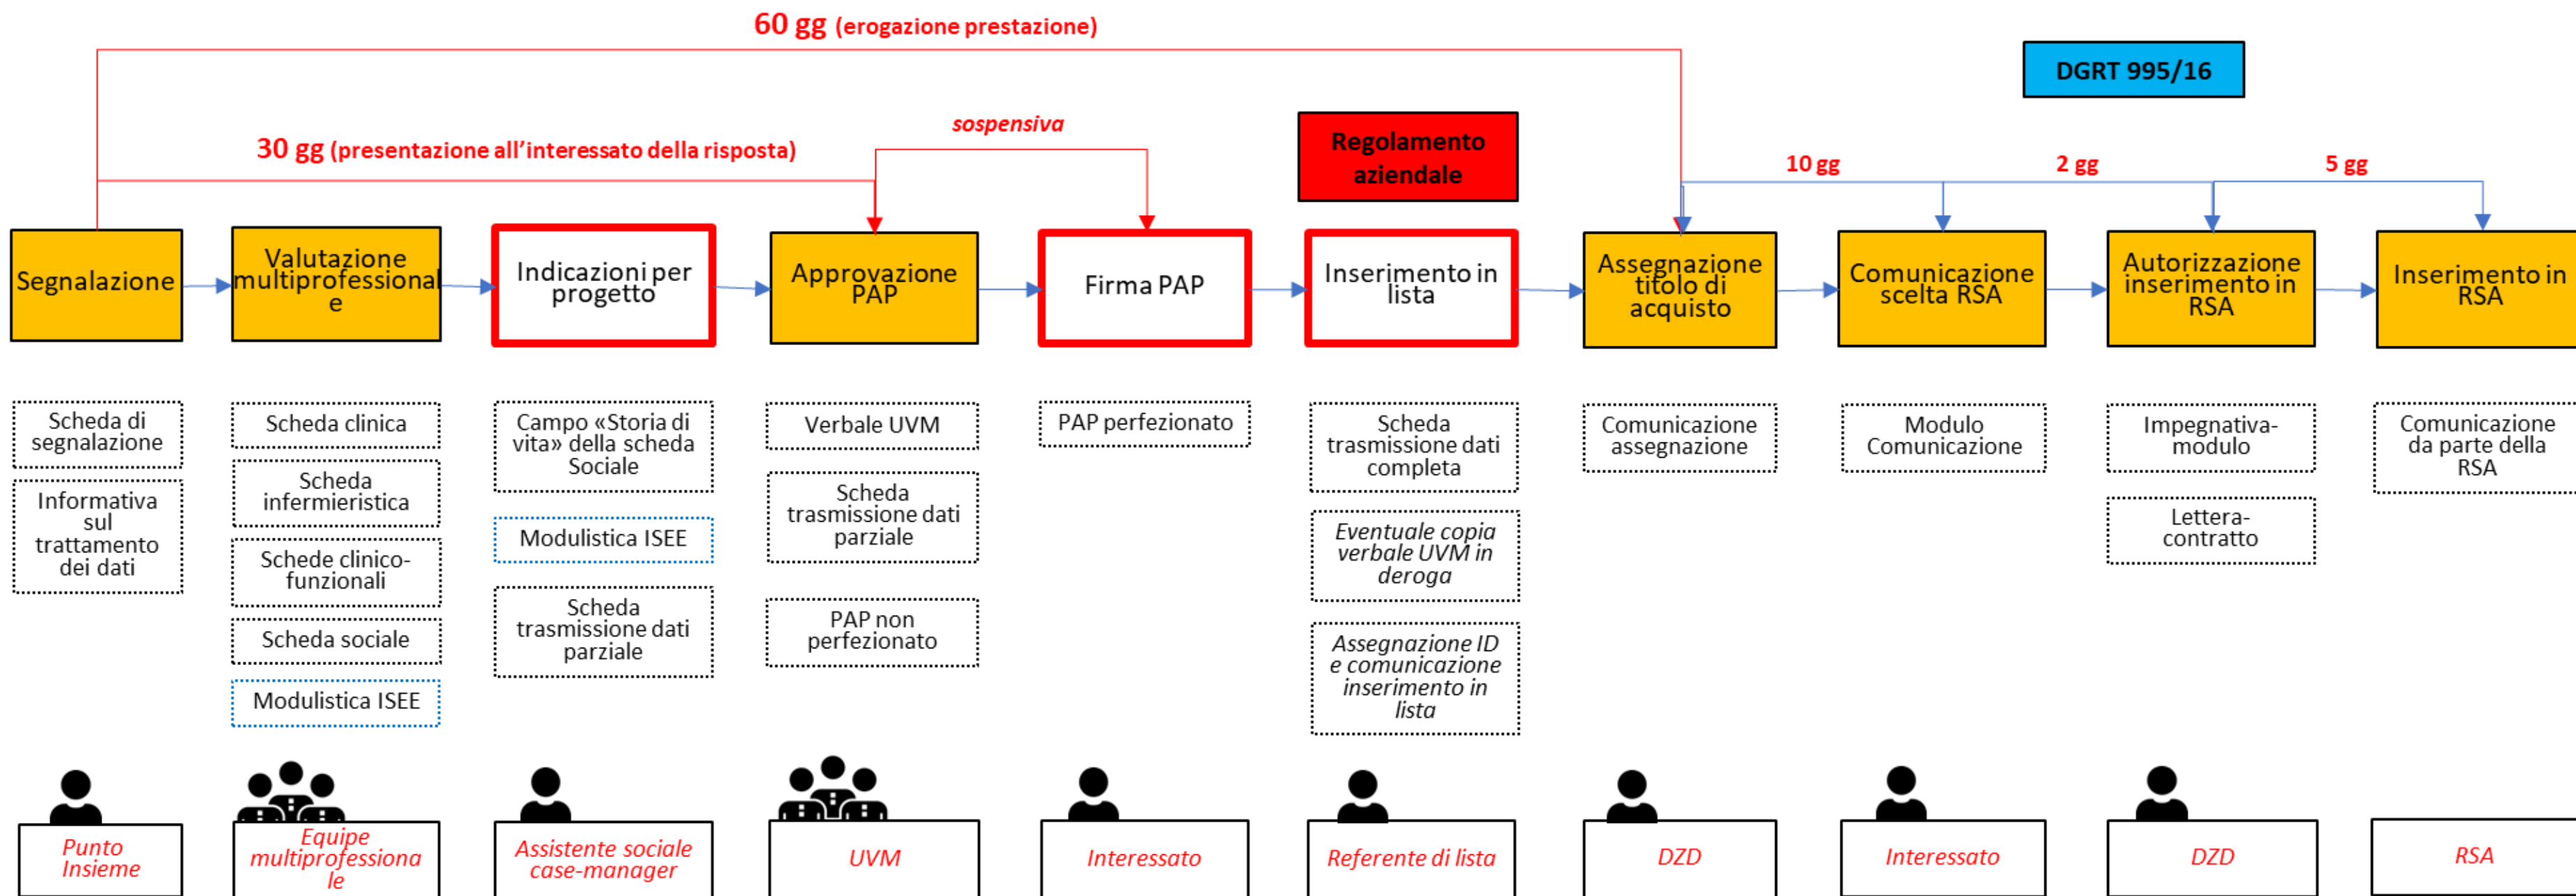 60 gg (erogazione prestazione)
DGRT 995/16
sospensiva
30 gg (presentazione all'interessato della risposta)
Regolamento
aziendale
10 gg
2 gg
5 gg
Segnalazione
Valutazione
multiprofessional
e
Indicazioni per
progetto
Approvazione
PAP
Firma PAP
Inserimento in
lista
Assegnazione
titolo di
acquisto
Comunicazione
scelta RSA
Autorizzazione
inserimento in
RSA
Inserimento in
RSA
Scheda di
segnalazione
Informativa
sul
trattamento
dei dati
Scheda clinica
Scheda
infermieristica
Schede clinico-
funzionali
Scheda sociale
Modulistica ISEE
Campo «Storia di
vita» della scheda
Sociale
Modulistica ISEE
Scheda
trasmissione dati
parziale
Verbale UVM
Scheda
trasmissione dati
parziale
PAP non
perfezionato
PAP perfezionato
Scheda
trasmissione dati
completa
Eventuale copia
verbale UVM in
deroga
Assegnazione ID
e comunicazione
inserimento in
lista
Comunicazione
assegnazione
Modulo
Comunicazione
Impegnativa-
modulo
Lettera-
contratto
Comunicazione
da parte della
RSA
Punto
Insieme
Equipe
multiprofessiona
le
Assistente sociale
case-manager
UVM
Interessato
Referente di lista
DZD
Interessato
DZD
RSA